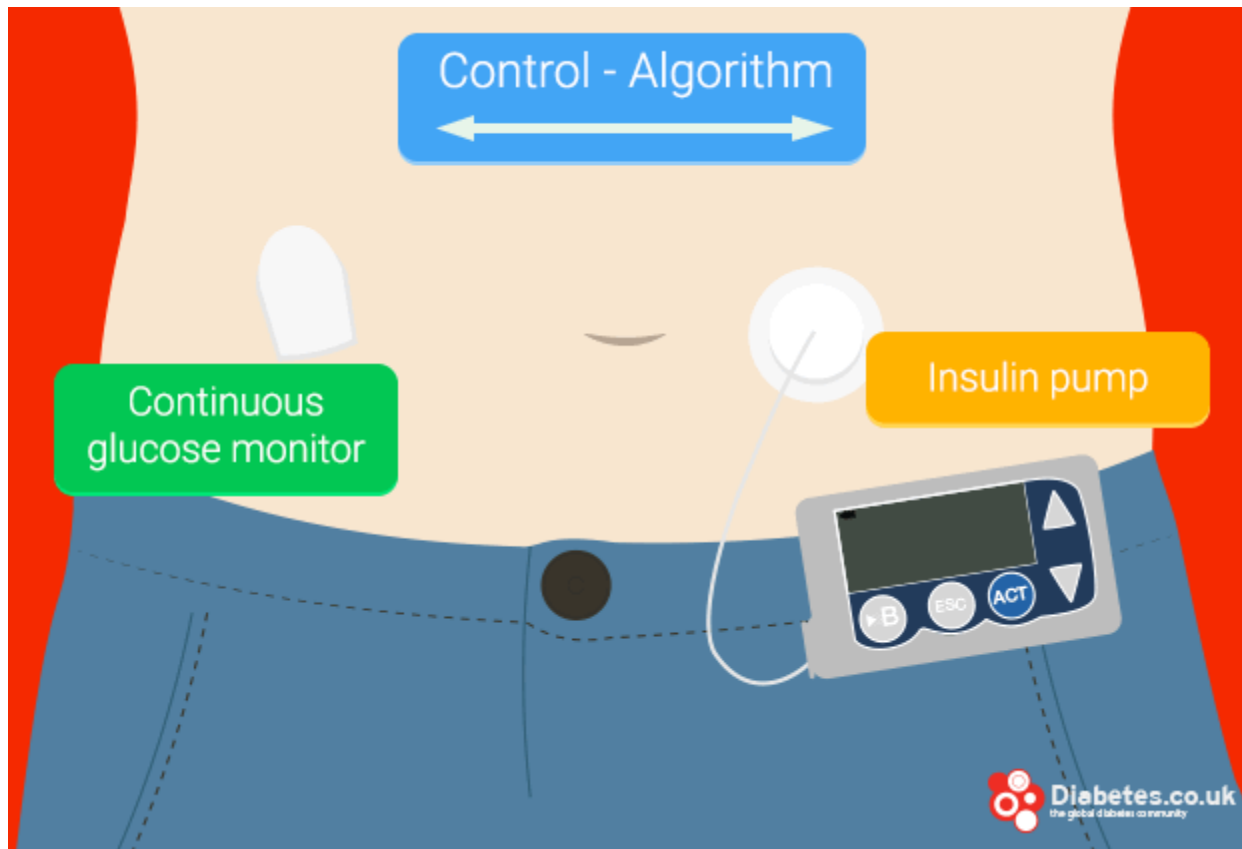 Control - Algorithm
Continuous
glucose monitor
Insulin pump
B
ESC
ACT
Diabetes.co.uk
the global diabetes community